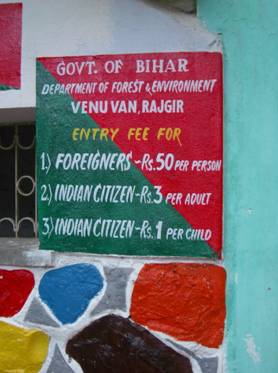 GOVT. OF BIHAR
DEPARTMENT OF FOREST & ENVIRONMENT
VENU VAN, RAJGIR
ENTRY FEE FOR
1.) FOREIGNERS - Rs. 50 PER PERSON
2.) INDIAN CITIZEN - Rs. 3 PER ADULT
3.) INDIAN CITIZEN - Rs. 1 PER CHILD